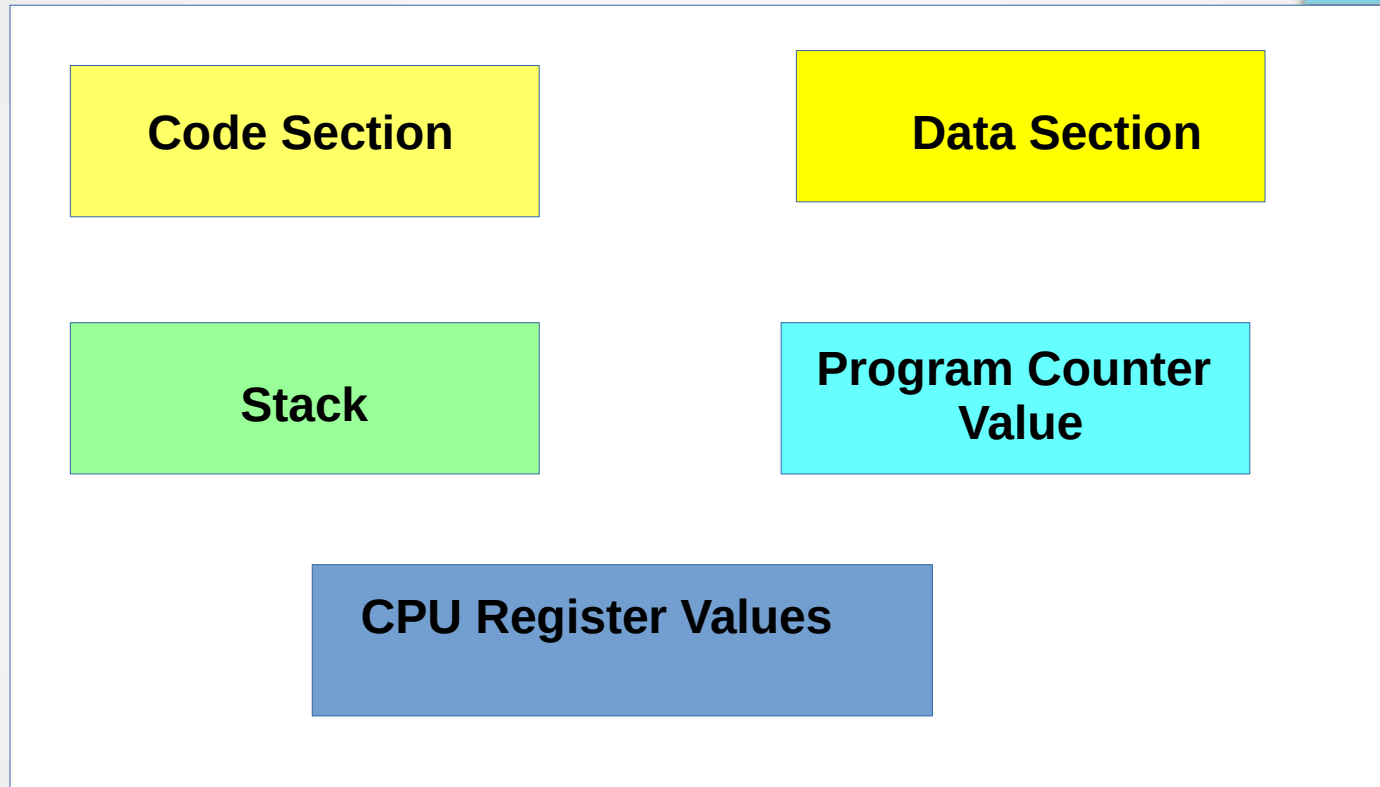 Code Section
Data Section
Stack
Program Counter
Value
CPU Register Values